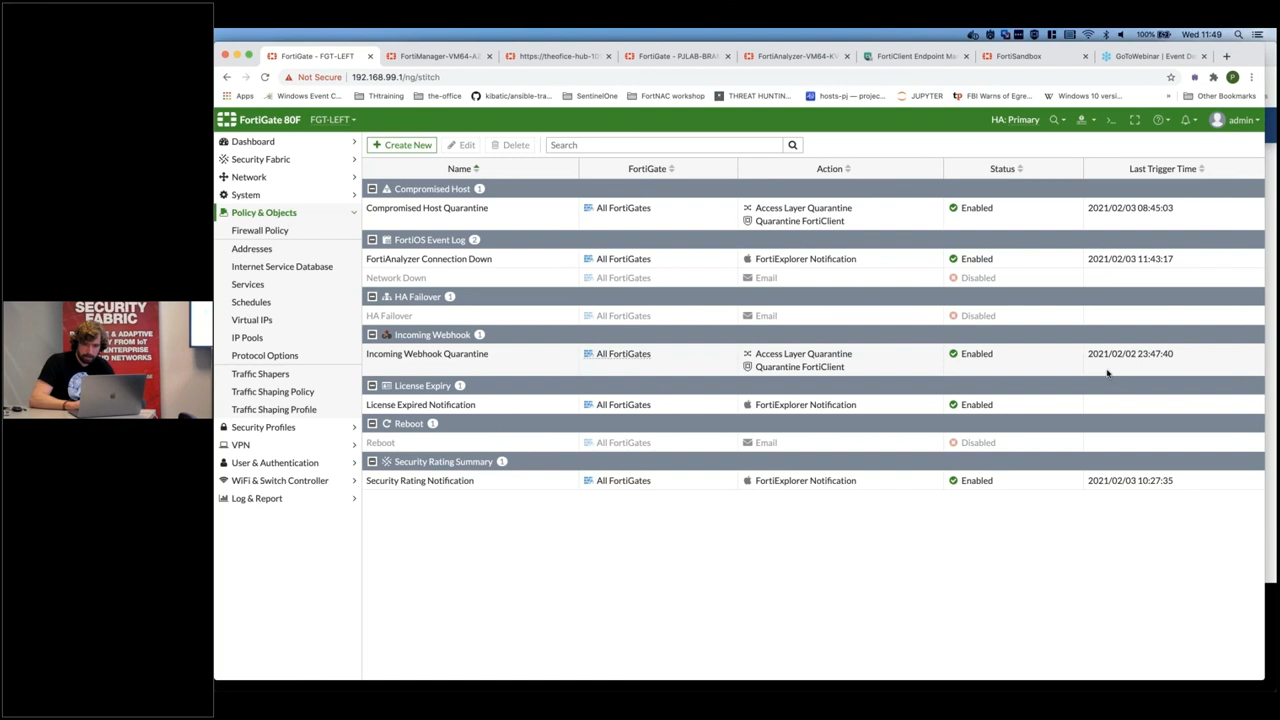 100%
Wed 11:49
FortiGate - FGT-LEFT
FortiManager-VM64-AZ
https://theofice-hub-10
FortiGate - PJLAB-BRA
FortiAnalyzer-VM64-KV
FortiClient Endpoint Ma
FortiSandbox
GoToWebinar | Event D
Not Secure | 192.168.99.1/ng/stitch
Apps
Windows Event C...
THtraining
the-office
kibatic/ansible-tra...
SentinelOne
FortiNAC workshop
THREAT HUNTIN...
hosts-pj — projec...
JUPYTER
FBI Warns of Egre...
Windows 10 versi...
»
Other Bookmarks
FortiGate 80F
FGT-LEFT
HA: Primary
admin
Dashboard
Security Fabric
Network
System
Policy & Objects
Firewall Policy
Addresses
Internet Service Database
Services
Schedules
Virtual IPs
IP Pools
Protocol Options
Traffic Shapers
Traffic Shaping Policy
Traffic Shaping Profile
Security Profiles
VPN
User & Authentication
WiFi & Switch Controller
Log & Report
+ Create New
Edit
Delete
Search
Name FortiGate Action Status Last Trigger Time
Compromised Host 1
Compromised Host Quarantine All FortiGates Access Layer Quarantine Enabled 2021/02/03 08:45:03
Quarantine FortiClient
FortiOS Event Log 2
FortiAnalyzer Connection Down All FortiGates FortiExplorer Notification Enabled 2021/02/03 11:43:17
Network Down All FortiGates Email Disabled
HA Failover 1
HA Failover All FortiGates Email Disabled
Incoming Webhook 1
Incoming Webhook Quarantine All FortiGates Access Layer Quarantine Enabled 2021/02/02 23:47:40
Quarantine FortiClient
License Expiry 1
License Expired Notification All FortiGates FortiExplorer Notification Enabled
Reboot 1
Reboot All FortiGates Email Disabled
Security Rating Summary 1
Security Rating Notification All FortiGates FortiExplorer Notification Enabled 2021/02/03 10:27:35
SECURITY
FABRIC